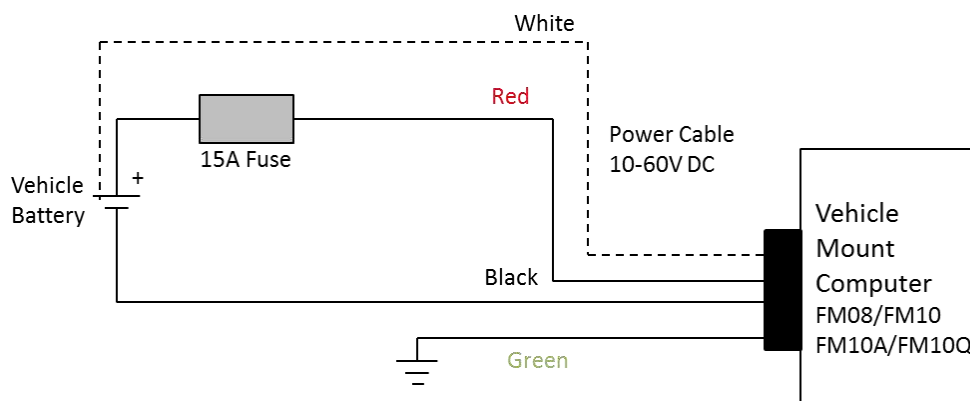 White
Red
15A Fuse
Power Cable
10-60V DC
+
Vehicle
Battery
Vehicle
Mount
Computer
FM08/FM10
FM10A/FM10Q
Black
Green